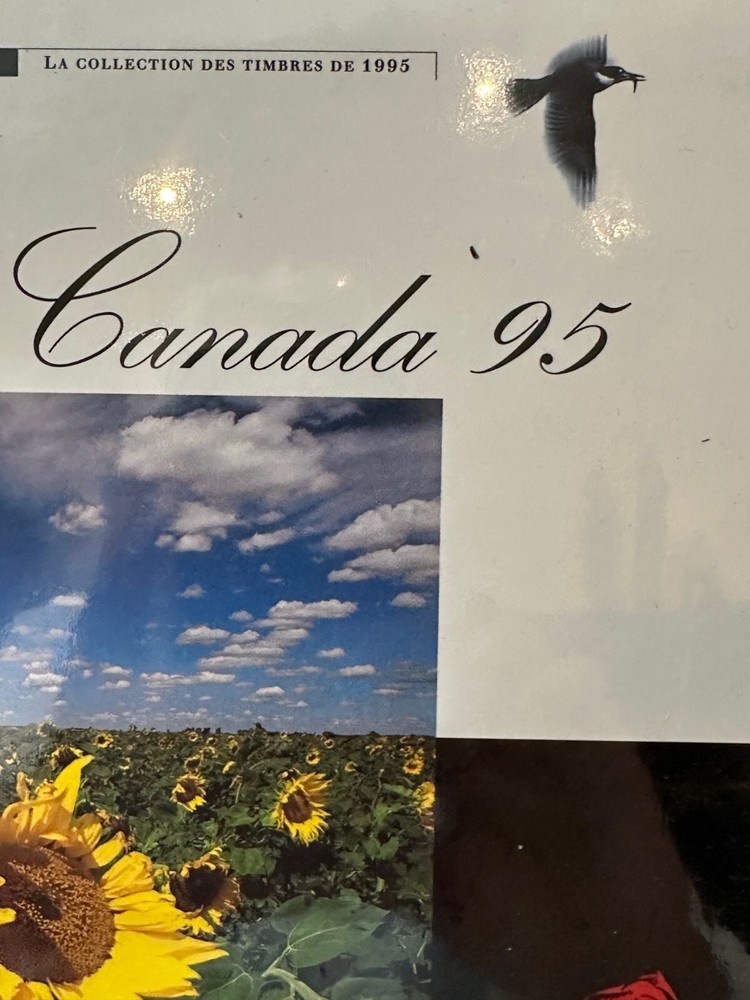 LA COLLECTION DES TIMBRES DE 1995
Canada 95